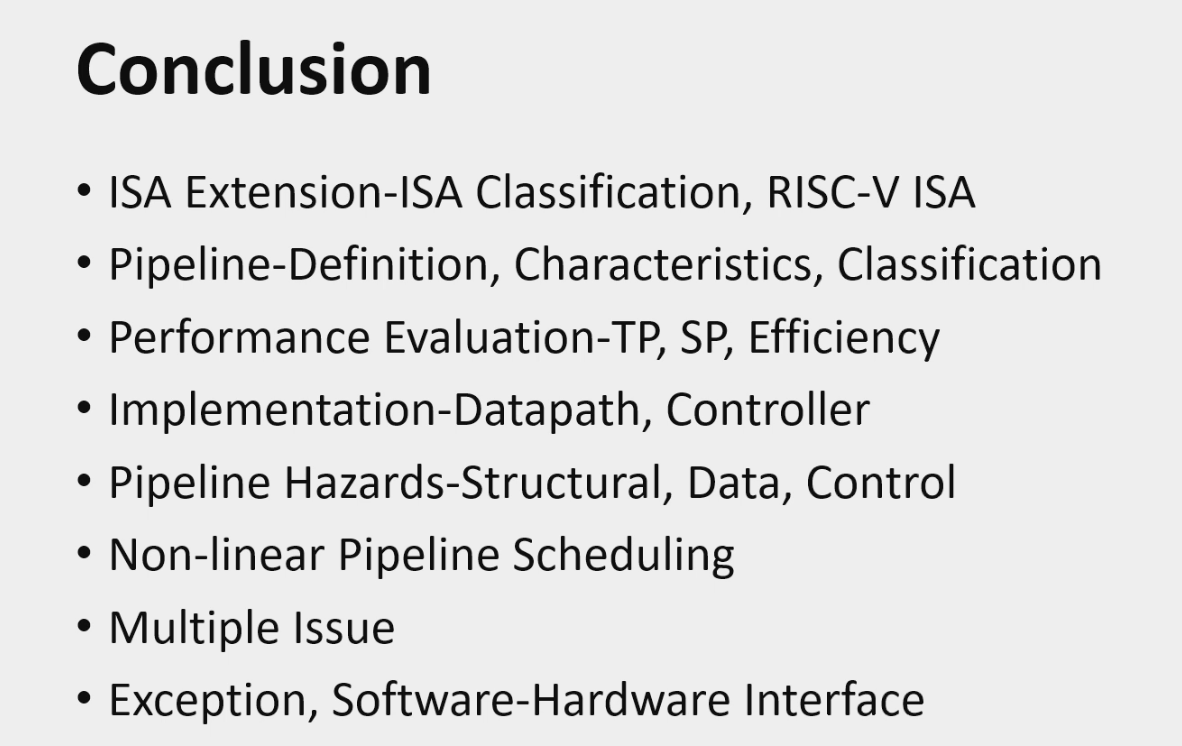 Conclusion
• ISA Extension-ISA Classification, RISC-V ISA
• Pipeline-Definition, Characteristics, Classification
• Performance Evaluation-TP, SP, Efficiency
• Implementation-Datapath, Controller
• Pipeline Hazards-Structural, Data, Control
• Non-linear Pipeline Scheduling
• Multiple Issue
• Exception, Software-Hardware Interface